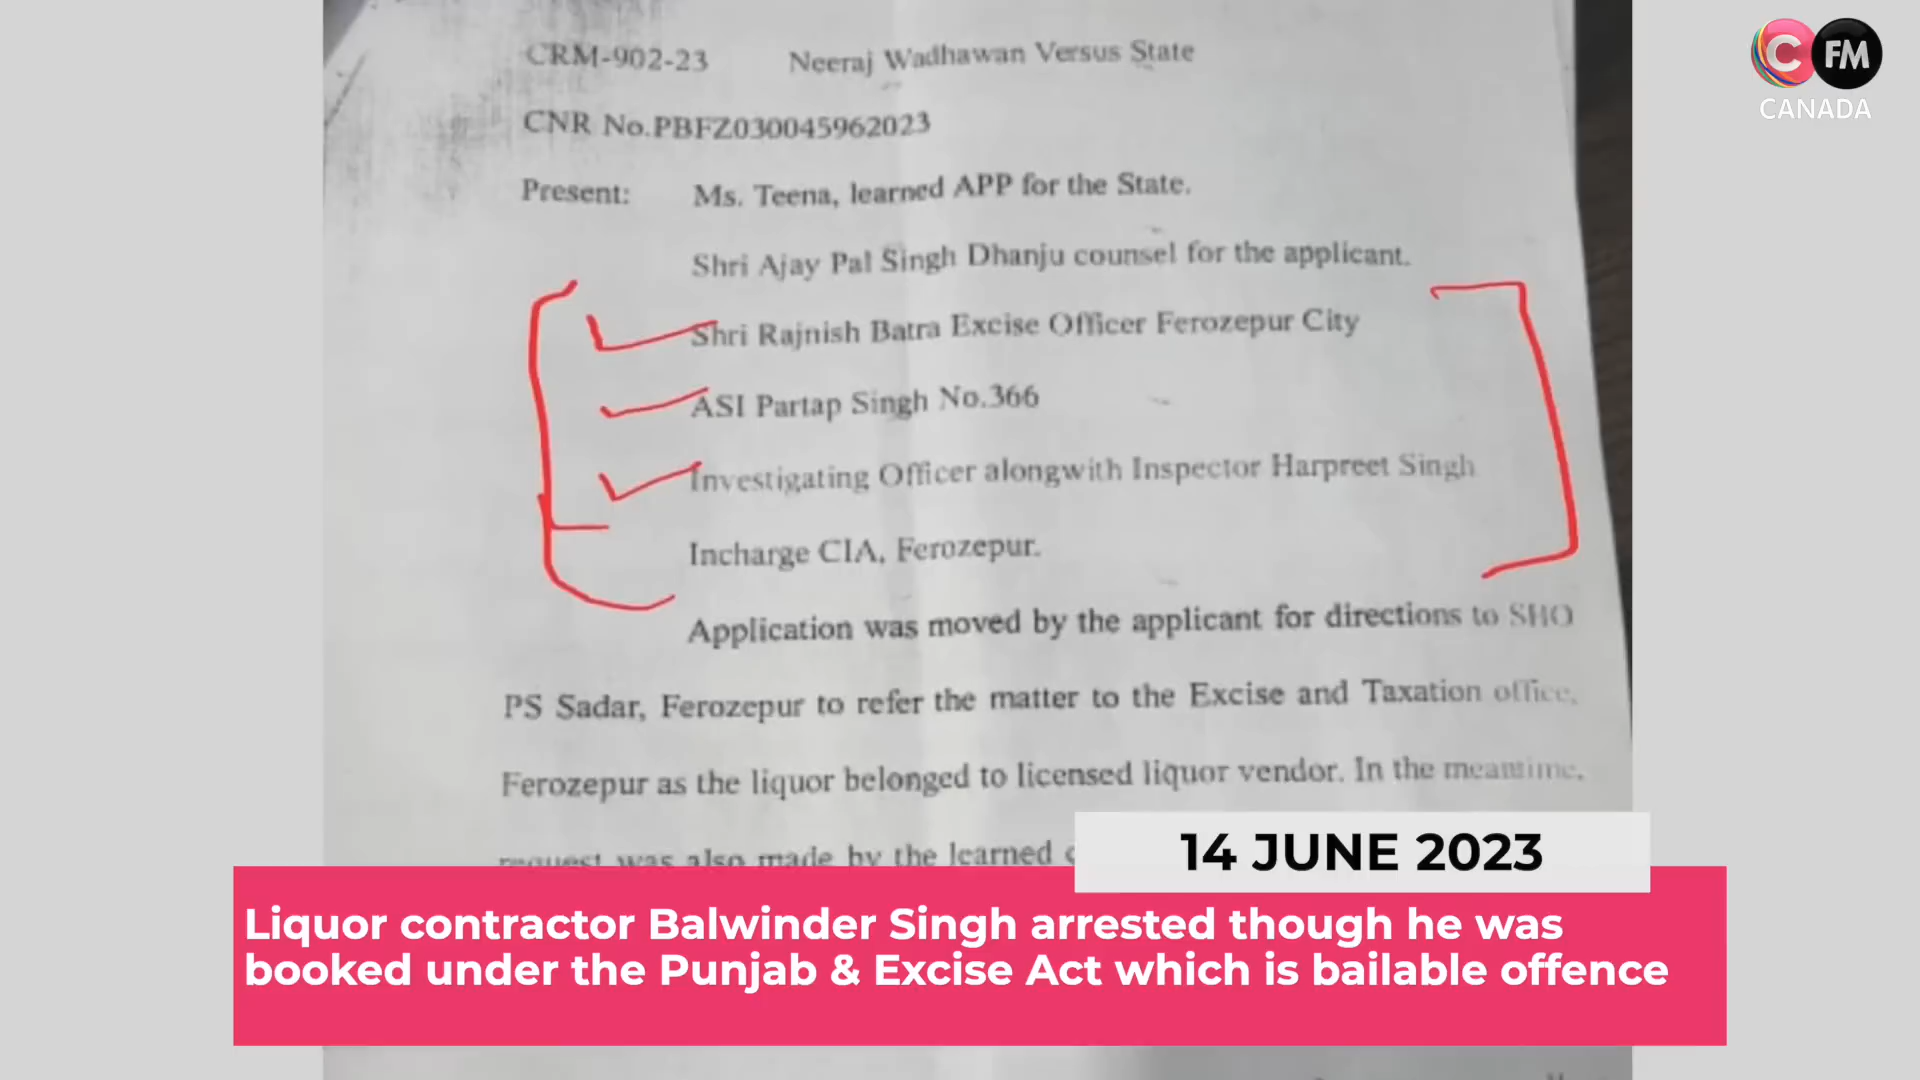 CRM-902-23 Neeraj Wadhawan Versus State
CNR No.PBFZ030045962023
Present: Ms. Teena, learned APP for the State.
Shri Ajay Pal Singh Dhanju counsel for the applicant.
Shri Rajnish Batra Excise Officer Ferozepur City
ASI Partap Singh No.366
Investigating Officer alongwith Inspector Harpreet Singh
Incharge CIA, Ferozepur.
Application was moved by the applicant for directions to SHO
PS Sadar, Ferozepur to refer the matter to the Excise and Taxation office,
Ferozepur as the liquor belonged to licensed liquor vendor. In the meantime,
request was also made by the learned
14 JUNE 2023
Liquor contractor Balwinder Singh arrested though he was
booked under the Punjab & Excise Act which is bailable offence
C FM
CANADA